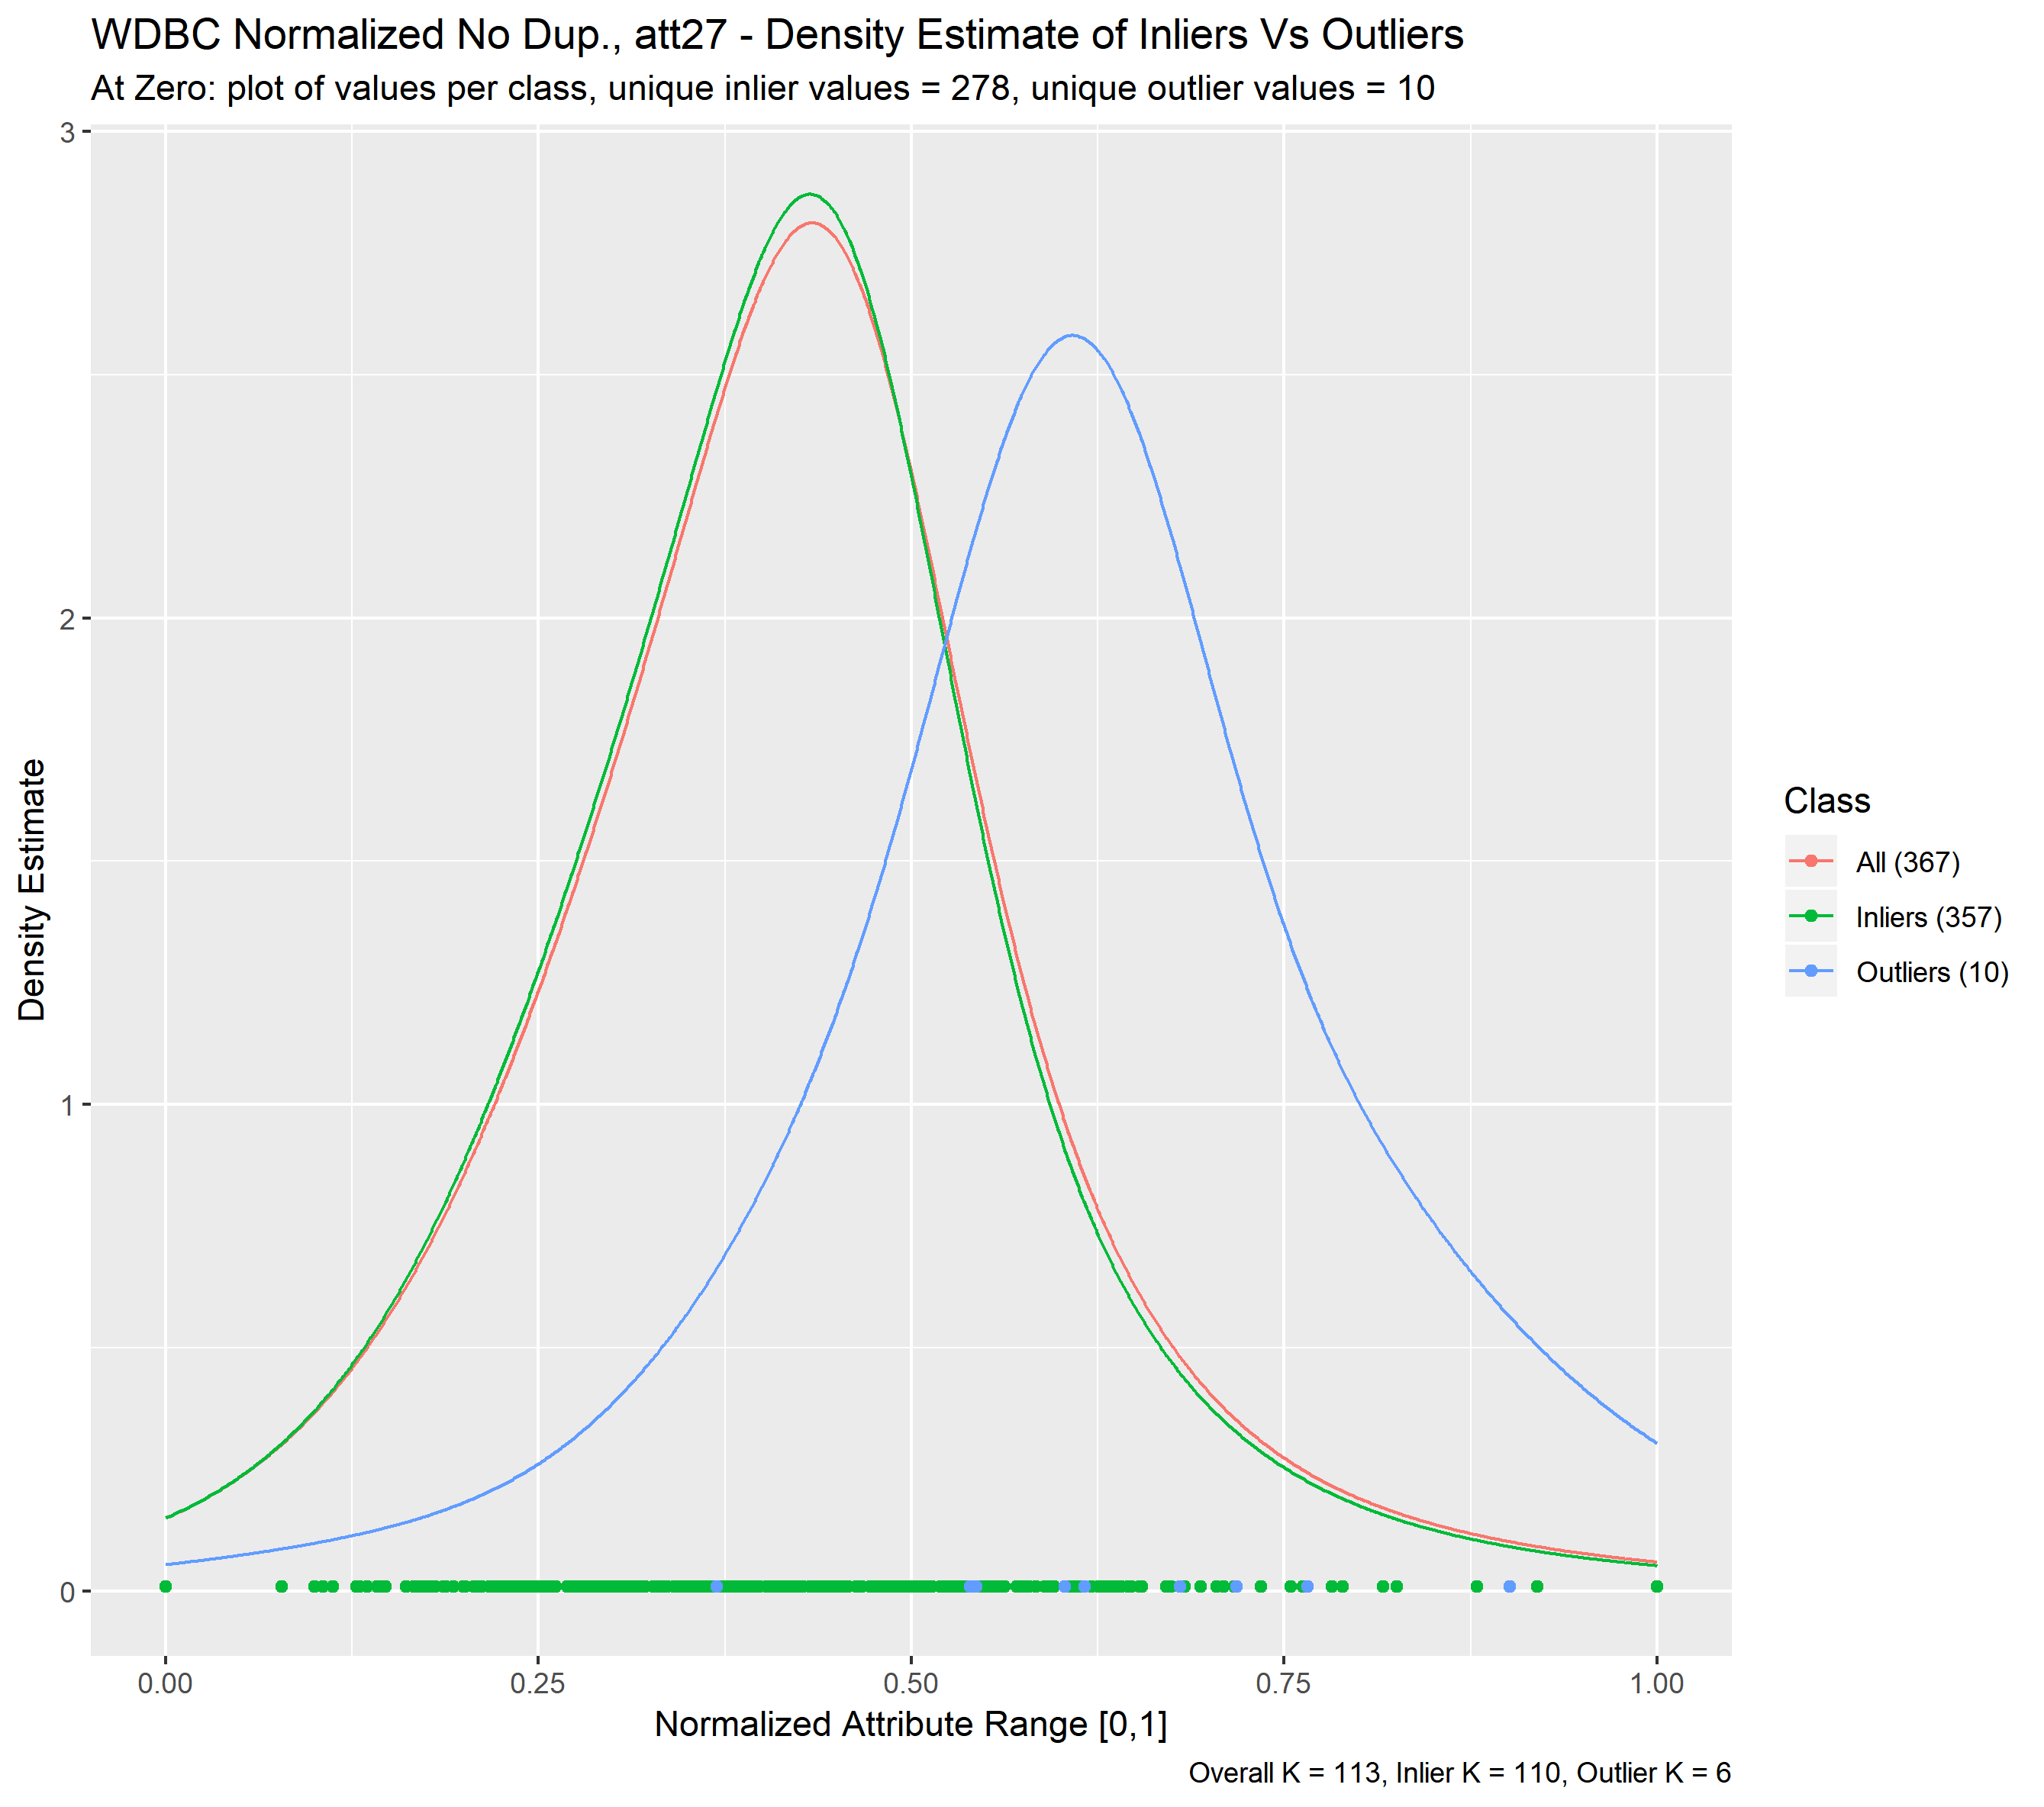 WDBC Normalized No Dup., att27 - Density Estimate of Inliers Vs Outliers
At Zero: plot of values per class, unique inlier values = 278, unique outlier values = 10
3
2
1
0
Density Estimate
0.00 0.25 0.50 0.75 1.00
Normalized Attribute Range [0,1]
Class
All (367)
Inliers (357)
Outliers (10)
Overall K = 113, Inlier K = 110, Outlier K = 6